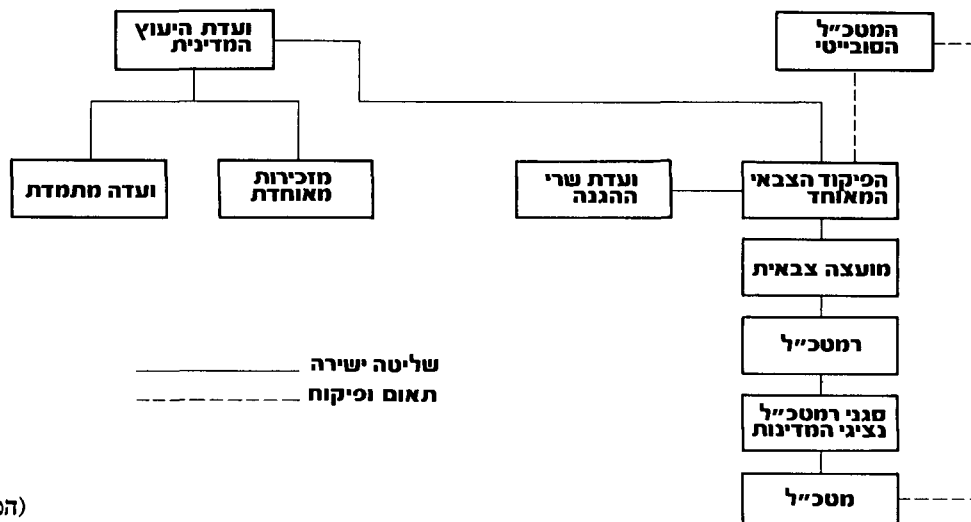 המטכ״ל
הסובייטי
ועדת היעוץ
המדינית
הפיקוד הצבאי
המאוחד
ועדת שרי
ההגנה
מזכירות
מאוחדת
ועדה מתמדת
מועצה צבאית
רמטכ״ל
סגני רמטכ״ל
נציגי המדינות
מטכ״ל
שליטה ישירה
תאום ופיקוח